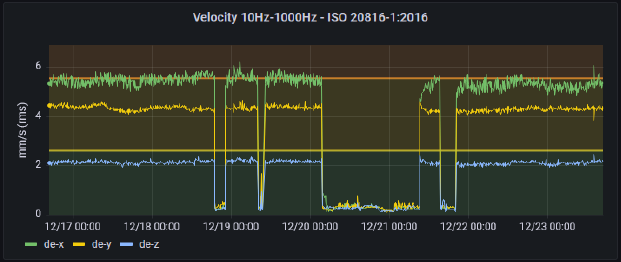 Velocity 10Hz-1000Hz - ISO 20816-1:2016
mm/s (rms)
6
4
2
0
12/17 00:00 12/18 00:00 12/19 00:00 12/20 00:00 12/21 00:00 12/22 00:00 12/23 00:00
de-x de-y de-z